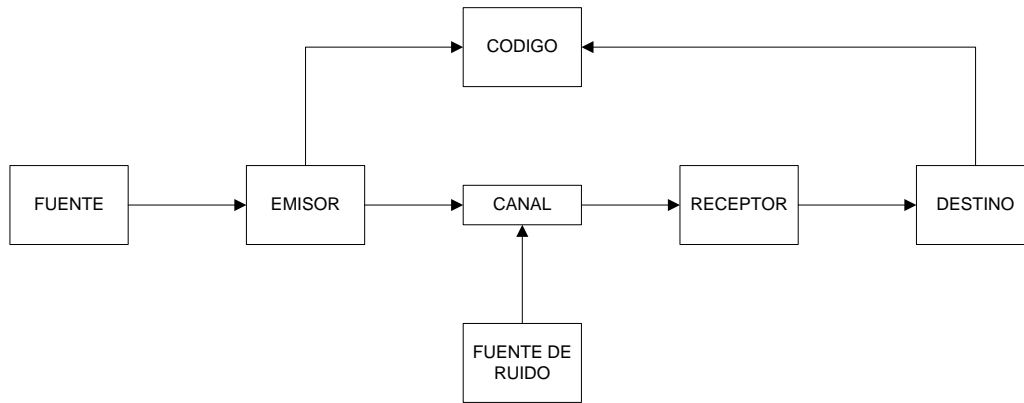 CODIGO
FUENTE
EMISOR
CANAL
RECEPTOR
DESTINO
FUENTE DE
RUIDO